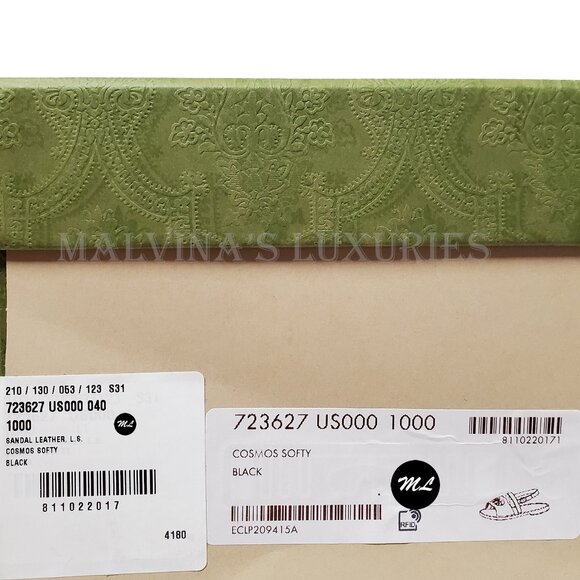 MALVINA'S LUXURIES
210 / 130 / 053 / 123 S31
723627 US000 040
1000
ML
SANDAL LEATHER, L.S.
COSMOS SOFTY
BLACK
811022017
4180
723627 US000 1000
8110220171
COSMOS SOFTY
BLACK
ML
RFID
ECLP209415A